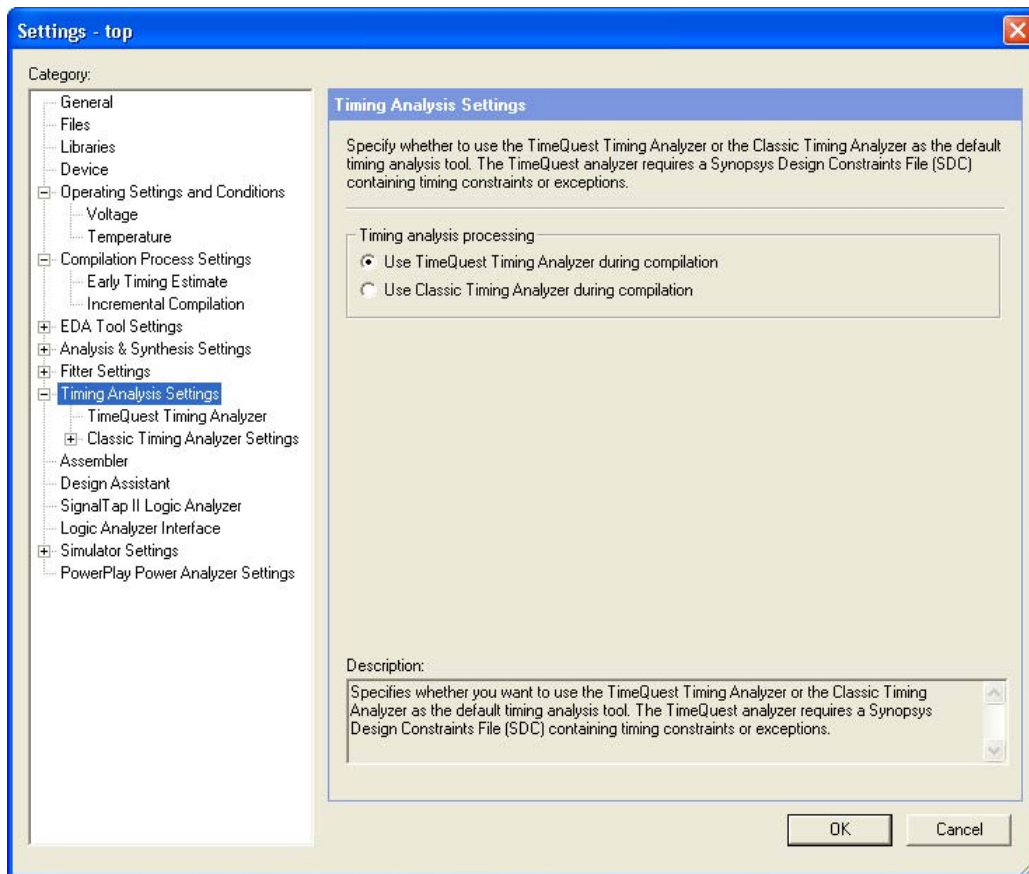 Settings - top
Category:
General
Files
Libraries
Device
Operating Settings and Conditions
Voltage
Temperature
Compilation Process Settings
Early Timing Estimate
Incremental Compilation
EDA Tool Settings
Analysis & Synthesis Settings
Fitter Settings
Timing Analysis Settings
TimeQuest Timing Analyzer
Classic Timing Analyzer Settings
Assembler
Design Assistant
SignalTap II Logic Analyzer
Logic Analyzer Interface
Simulator Settings
PowerPlay Power Analyzer Settings
Timing Analysis Settings
Specify whether to use the TimeQuest Timing Analyzer or the Classic Timing Analyzer as the default
timing analysis tool. The TimeQuest analyzer requires a Synopsys Design Constraints File (SDC)
containing timing constraints or exceptions.
Timing analysis processing
Use TimeQuest Timing Analyzer during compilation
Use Classic Timing Analyzer during compilation
Description:
Specifies whether you want to use the TimeQuest Timing Analyzer or the Classic Timing
Analyzer as the default timing analysis tool. The TimeQuest analyzer requires a Synopsys
Design Constraints File (SDC) containing timing constraints or exceptions.
OK
Cancel